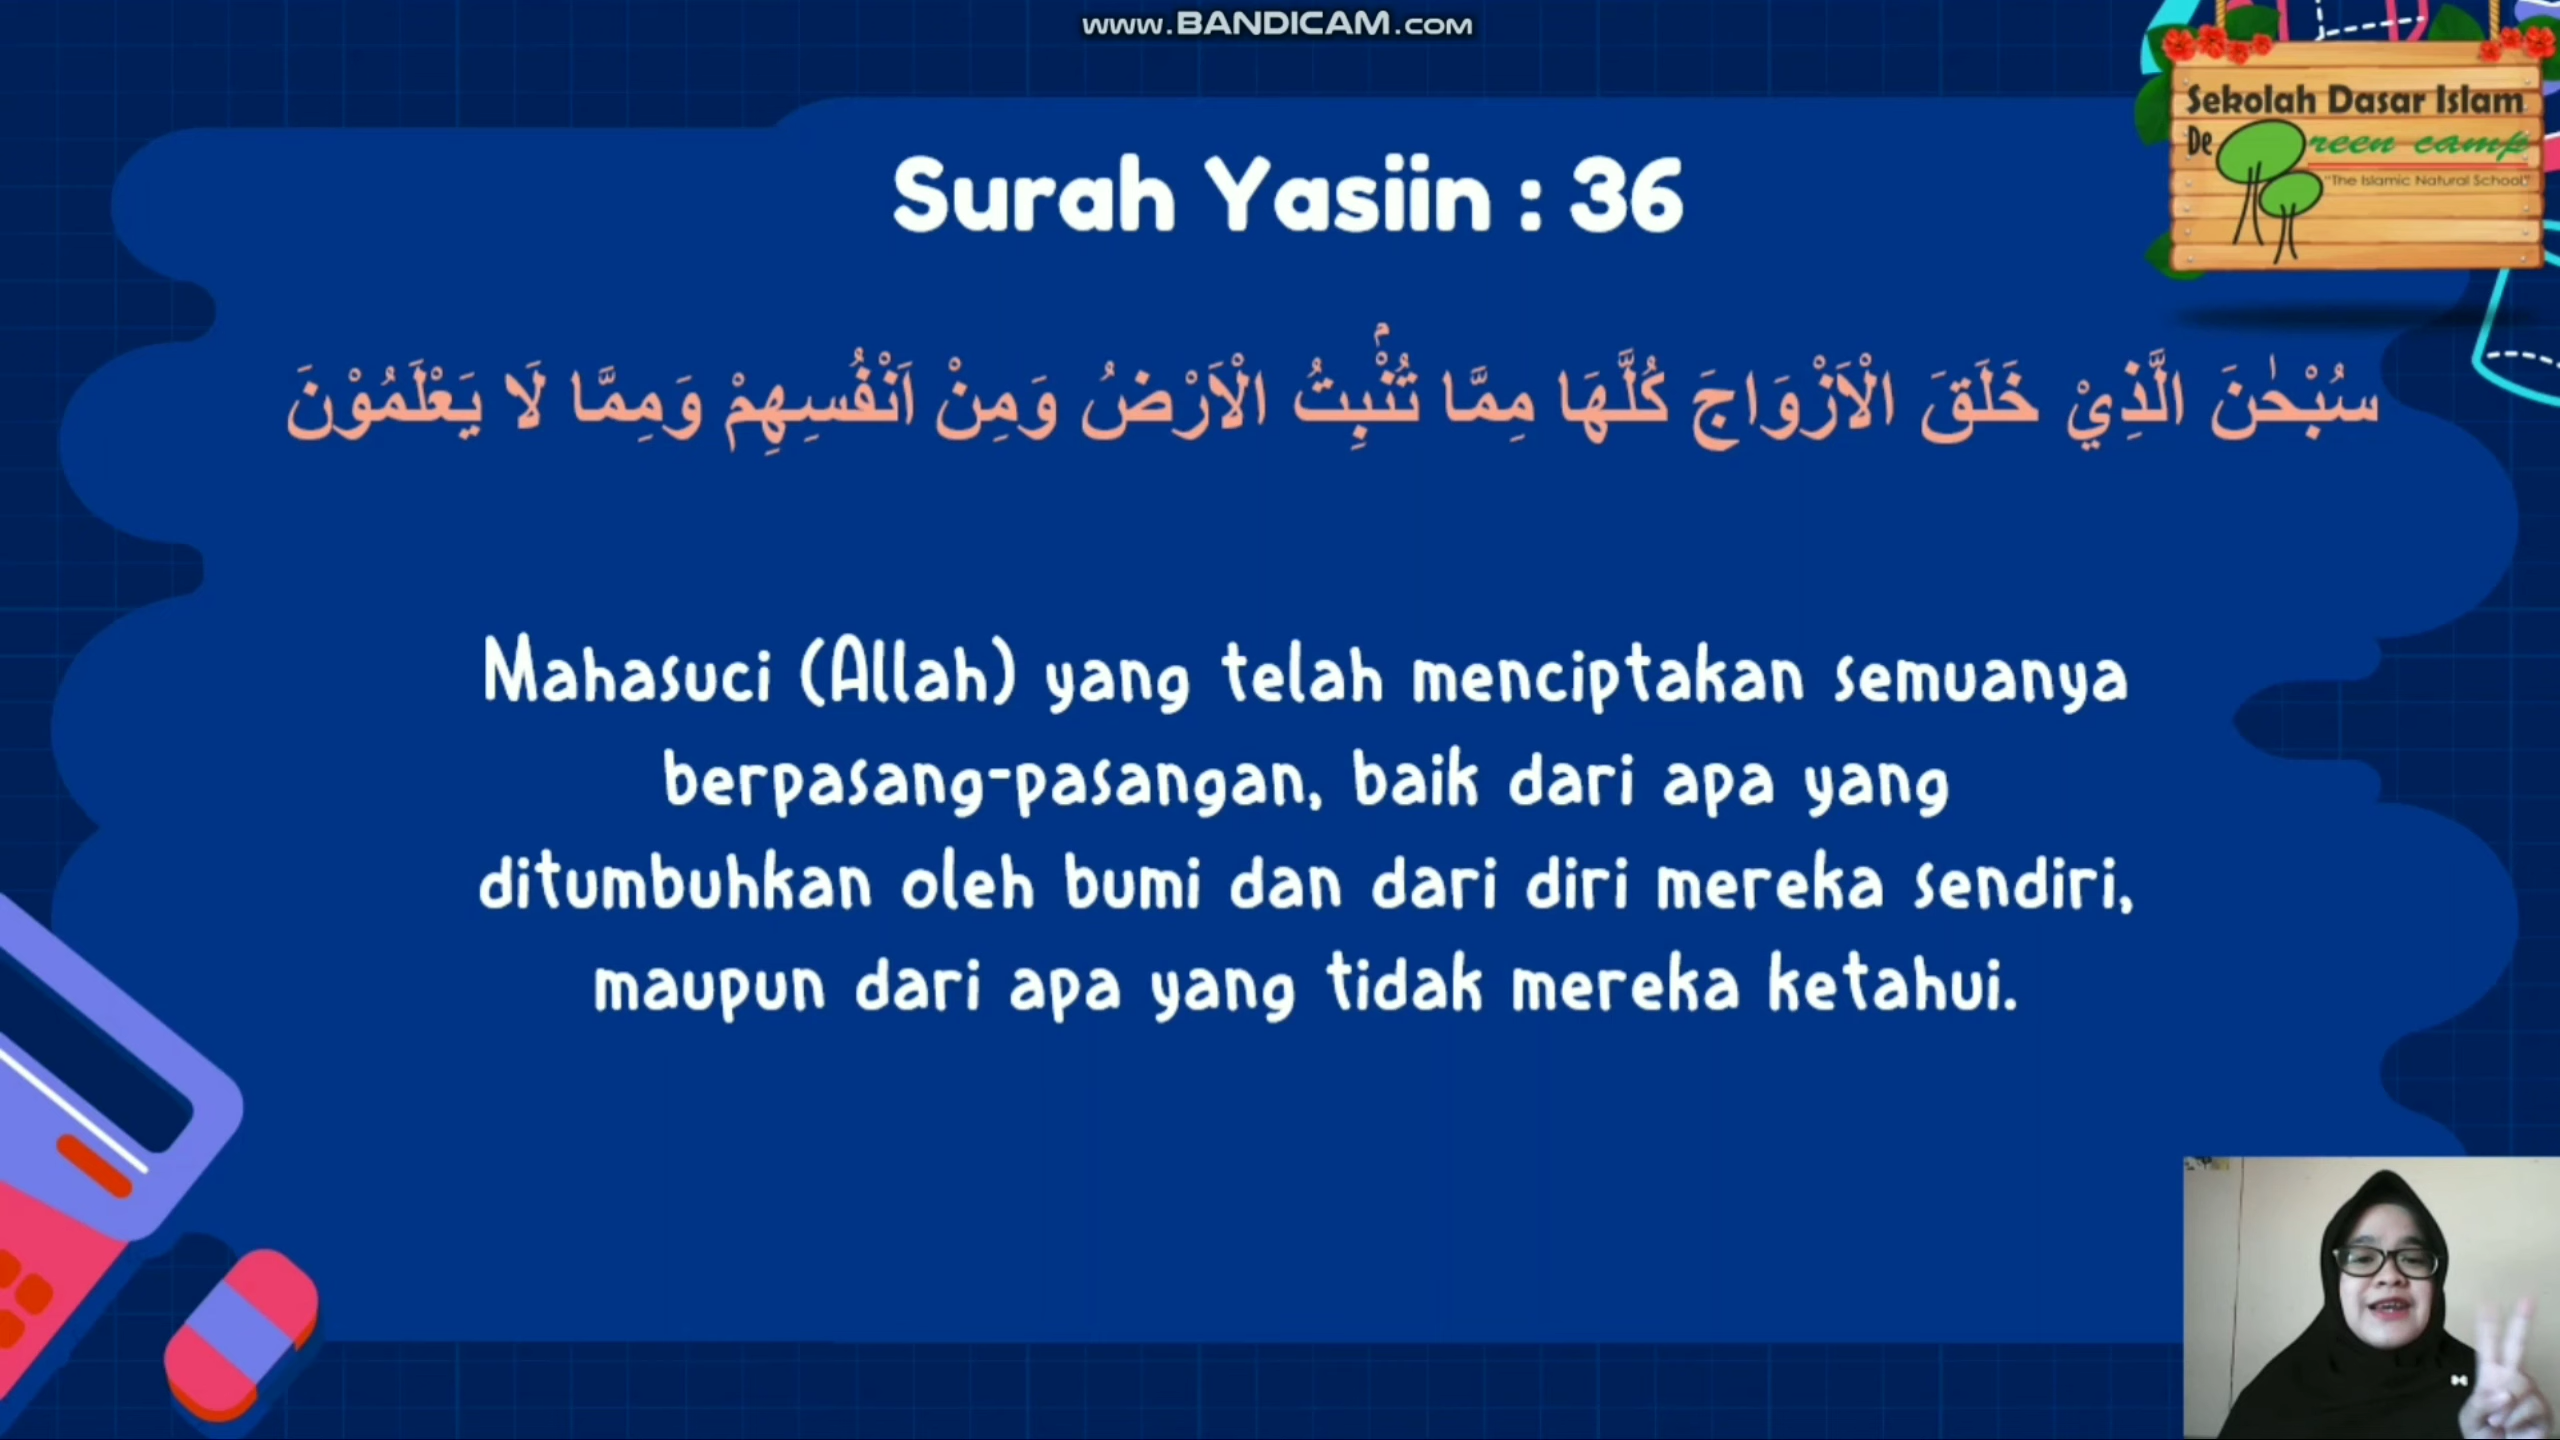 www.BANDICAM.com
Sekolah Dasar Islam
De Green camp
"The Islamic Natural School"
Surah Yasiin : 36
سُبْحٰنَ الَّذِيْ خَلَقَ الْاَزْوَاجَ كُلَّهَا مِمَّا تُنْۢبِتُ الْاَرْضُ وَمِنْ اَنْفُسِهِمْ وَمِمَّا لَا يَعْلَمُوْنَ
Mahasuci (Allah) yang telah menciptakan semuanya
berpasang-pasangan, baik dari apa yang
ditumbuhkan oleh bumi dan dari diri mereka sendiri,
maupun dari apa yang tidak mereka ketahui.